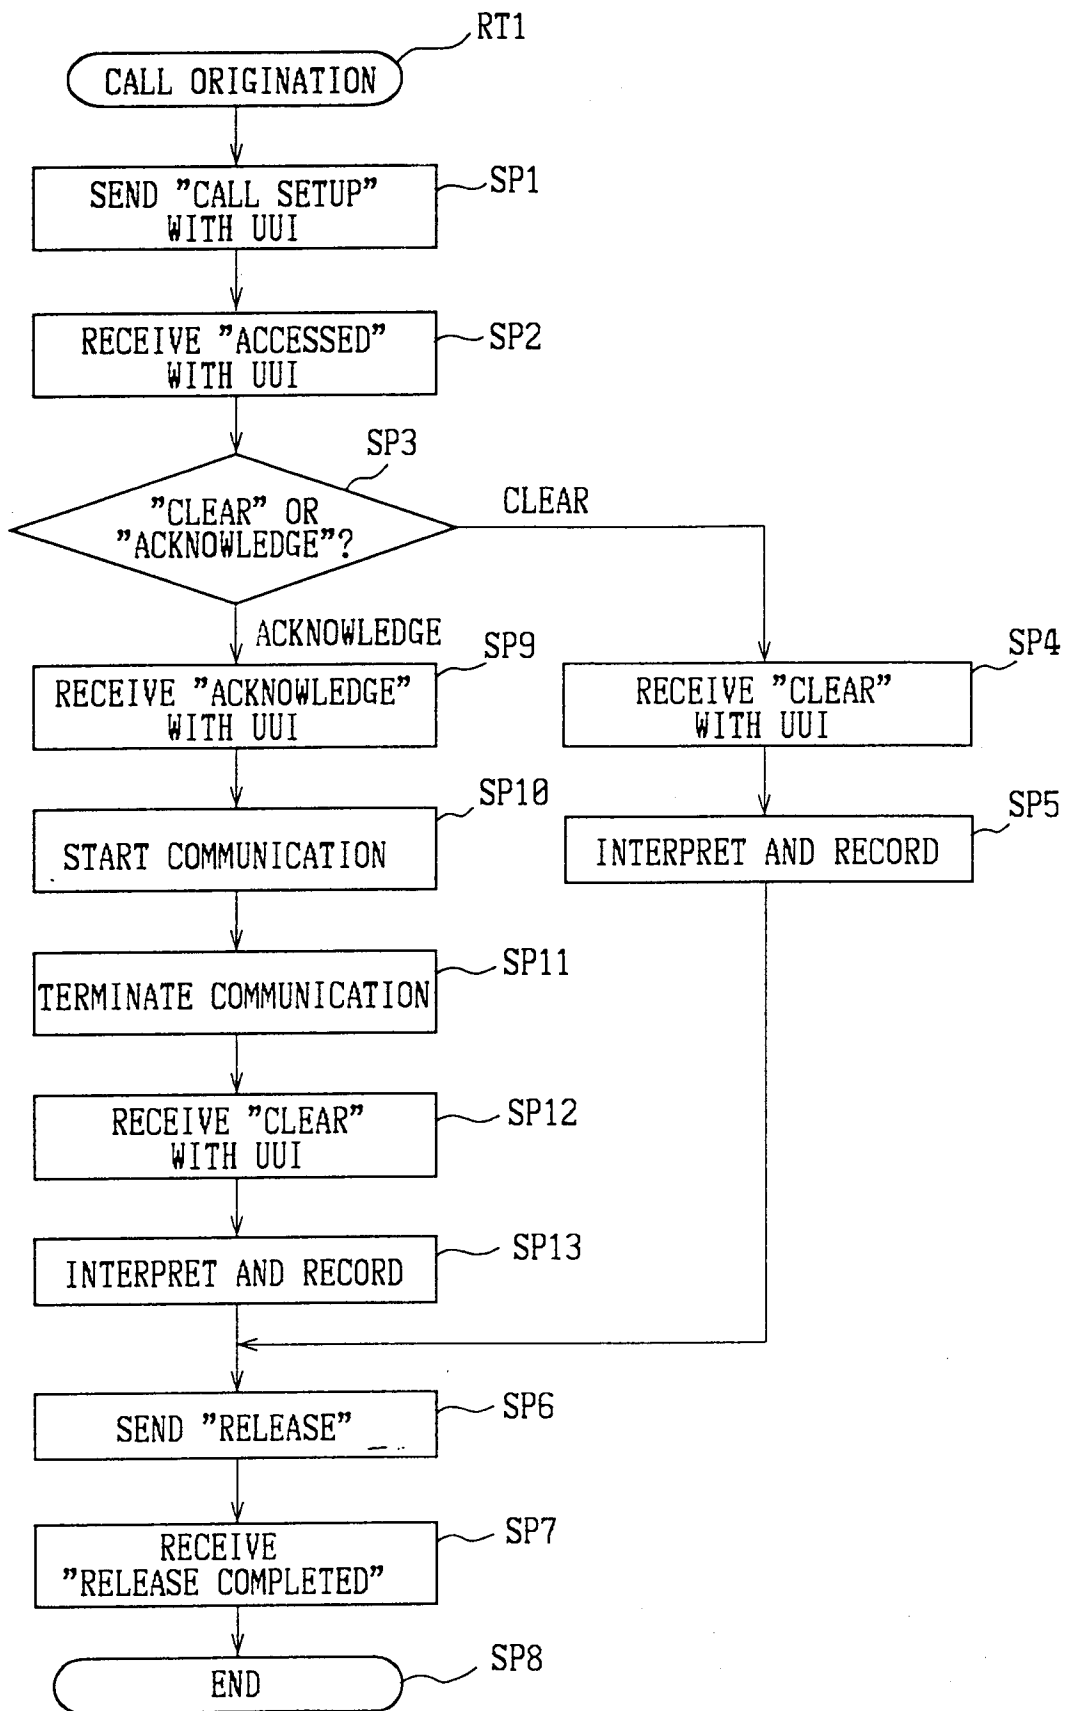 RT1
CALL ORIGINATION
SP1
SEND "CALL SETUP"
WITH UUI
SP2
RECEIVE "ACCESSED"
WITH UUI
SP3
"CLEAR" OR
"ACKNOWLEDGE"?
CLEAR
ACKNOWLEDGE
SP9
RECEIVE "ACKNOWLEDGE"
WITH UUI
SP4
RECEIVE "CLEAR"
WITH UUI
SP10
START COMMUNICATION
SP5
INTERPRET AND RECORD
SP11
TERMINATE COMMUNICATION
SP12
RECEIVE "CLEAR"
WITH UUI
SP13
INTERPRET AND RECORD
SP6
SEND "RELEASE"
SP7
RECEIVE
"RELEASE COMPLETED"
SP8
END